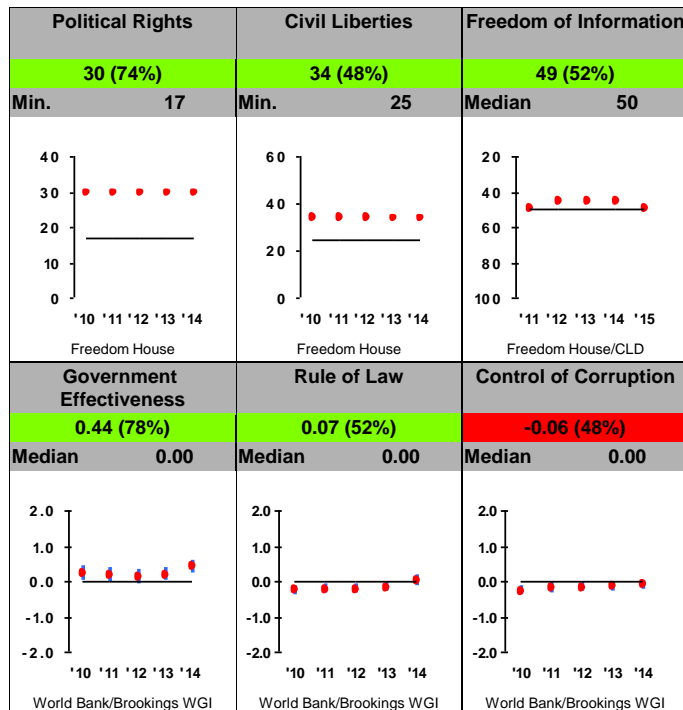 Political Rights
30 (74%)
Min. 17
40
30
20
10
0
'10 '11 '12 '13 '14
Freedom House
Civil Liberties
34 (48%)
Min. 25
60
40
20
0
'10 '11 '12 '13 '14
Freedom House
Freedom of Information
49 (52%)
Median 50
20
40
60
80
100
'11 '12 '13 '14 '15
Freedom House/CLD
Government
Effectiveness
0.44 (78%)
Median 0.00
2.0
1.0
0.0
-1.0
-2.0
'10 '11 '12 '13 '14
World Bank/Brookings WGI
Rule of Law
0.07 (52%)
Median 0.00
2.0
1.0
0.0
-1.0
-2.0
'10 '11 '12 '13 '14
World Bank/Brookings WGI
Control of Corruption
-0.06 (48%)
Median 0.00
2.0
1.0
0.0
-1.0
-2.0
'10 '11 '12 '13 '14
World Bank/Brookings WGI